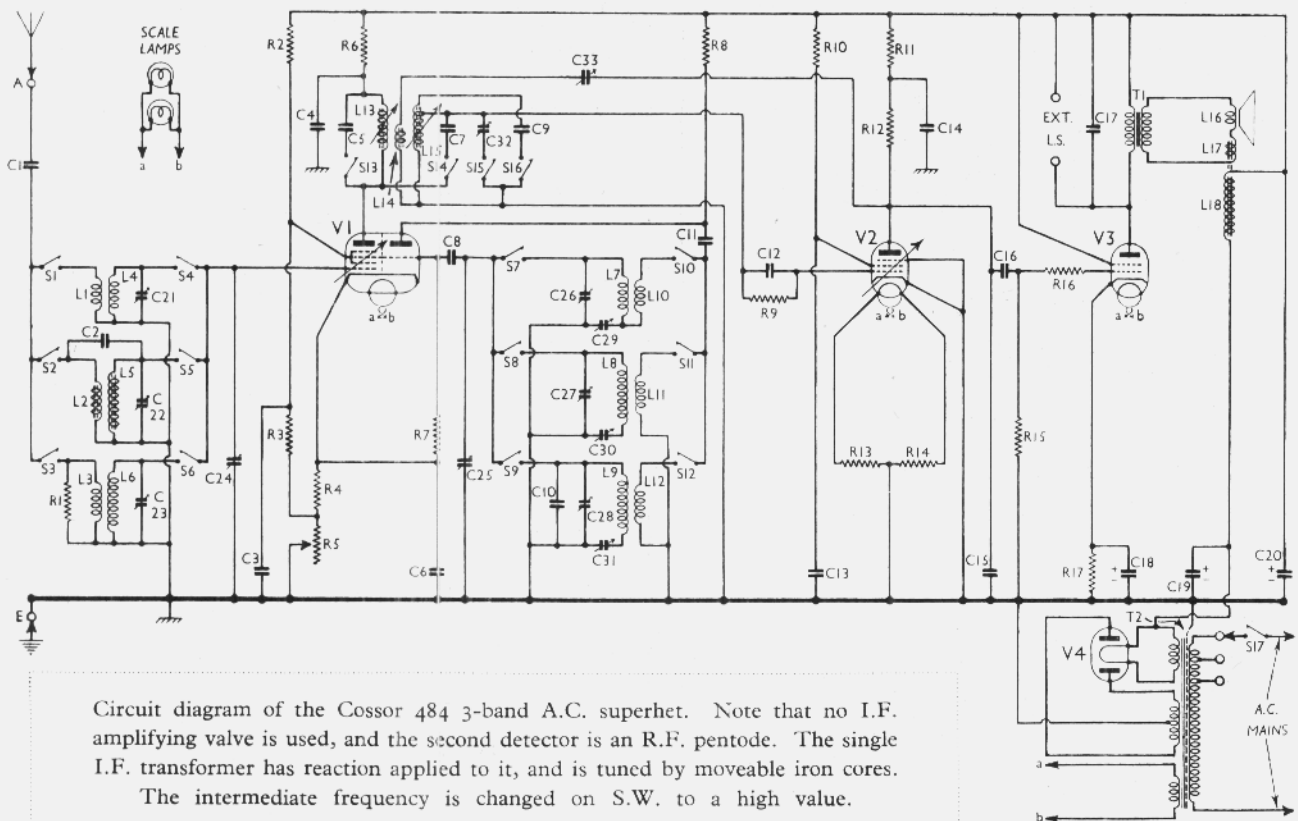 SCALE
LAMPS
A
a b
C1
R2
R6
C4
C5
L13
S13
L14
L15
C33
C7
S14
C32
S15
C9
S16
R8
R10
R11
R12
C14
EXT.
L.S.
C17
T1
L16
L17
L18
V1
C8
C11
C12
R9
V2
C16
R16
V3
a b
a b
a b
S1
L1
L4
C21
S4
C2
S2
L2
L5
C
22
S5
S3
R1
L3
L6
C
23
S6
C24
R3
R4
R5
C3
R7
C6
C25
S7
C26
L7
C29
L10
S10
S8
C27
L8
C30
L11
S11
S9
C10
C28
L9
C31
L12
S12
R13
R14
C13
C15
R15
R17
C18
+
–
C19
+
–
C20
+
–
E
V4
T2
S17
A.C.
MAINS
a
b
Circuit diagram of the Cossor 484 3-band A.C. superhet. Note that no I.F.
amplifying valve is used, and the second detector is an R.F. pentode. The single
I.F. transformer has reaction applied to it, and is tuned by moveable iron cores.
The intermediate frequency is changed on S.W. to a high value.